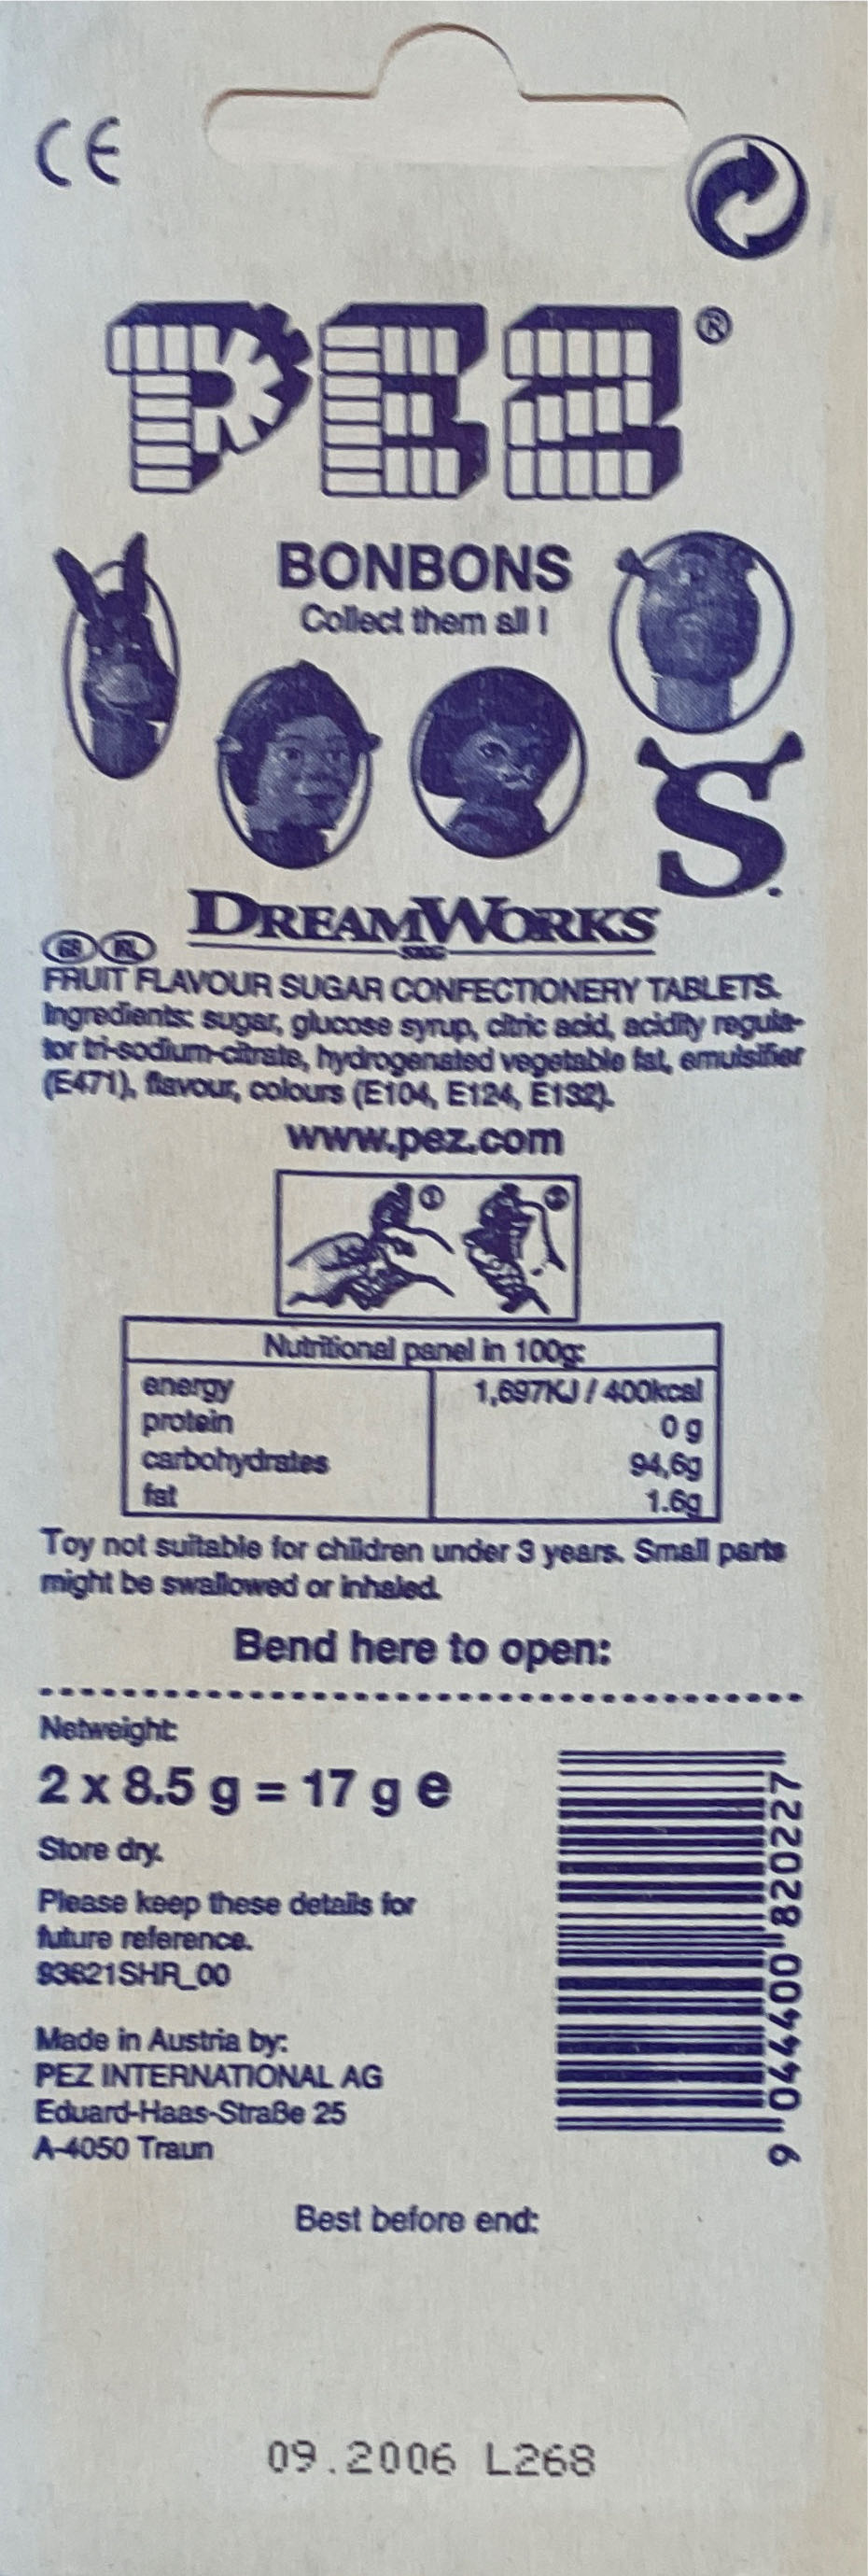 CE
PEZ®
BONBONS
Collect them all !
S.
DREAMWORKS
SKG
GB IRL
FRUIT FLAVOUR SUGAR CONFECTIONERY TABLETS.
Ingredients: sugar, glucose syrup, citric acid, acidity regula-
tor tri-sodium-citrate, hydrogenated vegetable fat, emulsifier
(E471), flavour, colours (E104, E124, E132).
www.pez.com
1 2
Nutritional panel in 100g:
energy 1,697KJ / 400kcal
protein 0 g
carbohydrates 94,6g
fat 1.6g
Toy not suitable for children under 3 years. Small parts
might be swallowed or inhaled.
Bend here to open:
Netweight:
2 x 8.5 g = 17 g e
Store dry.
Please keep these details for
future reference.
93621SHR_00
Made in Austria by:
PEZ INTERNATIONAL AG
Eduard-Haas-Straße 25
A-4050 Traun
9 044400 820227
Best before end:
09.2006 L268